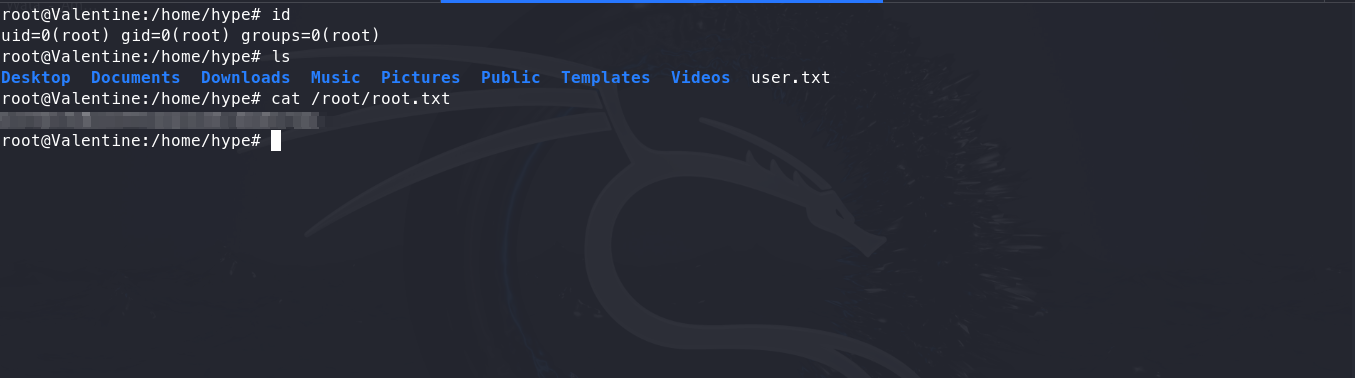 root@Valentine:/home/hype# id
uid=0(root) gid=0(root) groups=0(root)
root@Valentine:/home/hype# ls
Desktop  Documents  Downloads  Music  Pictures  Public  Templates  Videos  user.txt
root@Valentine:/home/hype# cat /root/root.txt
root@Valentine:/home/hype#